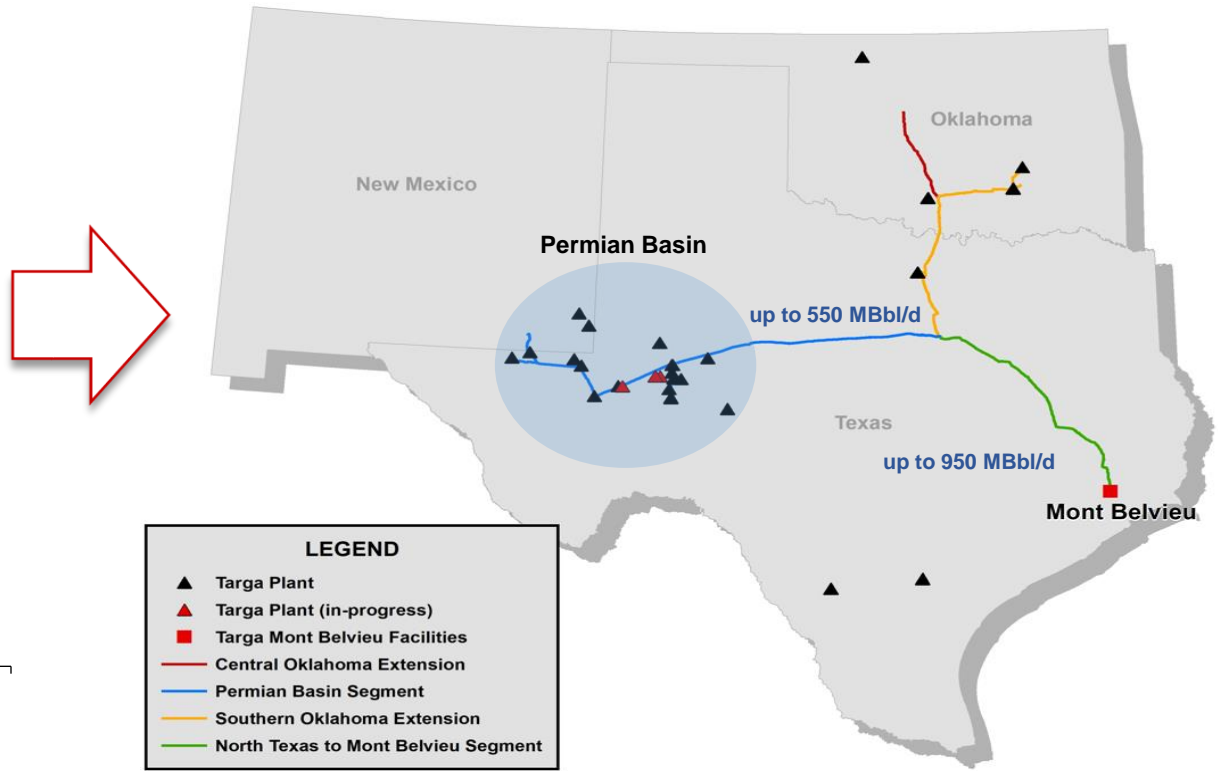 Oklahoma
New Mexico
Permian Basin
up to 550 MBbl/d
Texas
up to 950 MBbl/d
Mont Belvieu
LEGEND
Targa Plant
Targa Plant (in-progress)
Targa Mont Belvieu Facilities
Central Oklahoma Extension
Permian Basin Segment
Southern Oklahoma Extension
North Texas to Mont Belvieu Segment